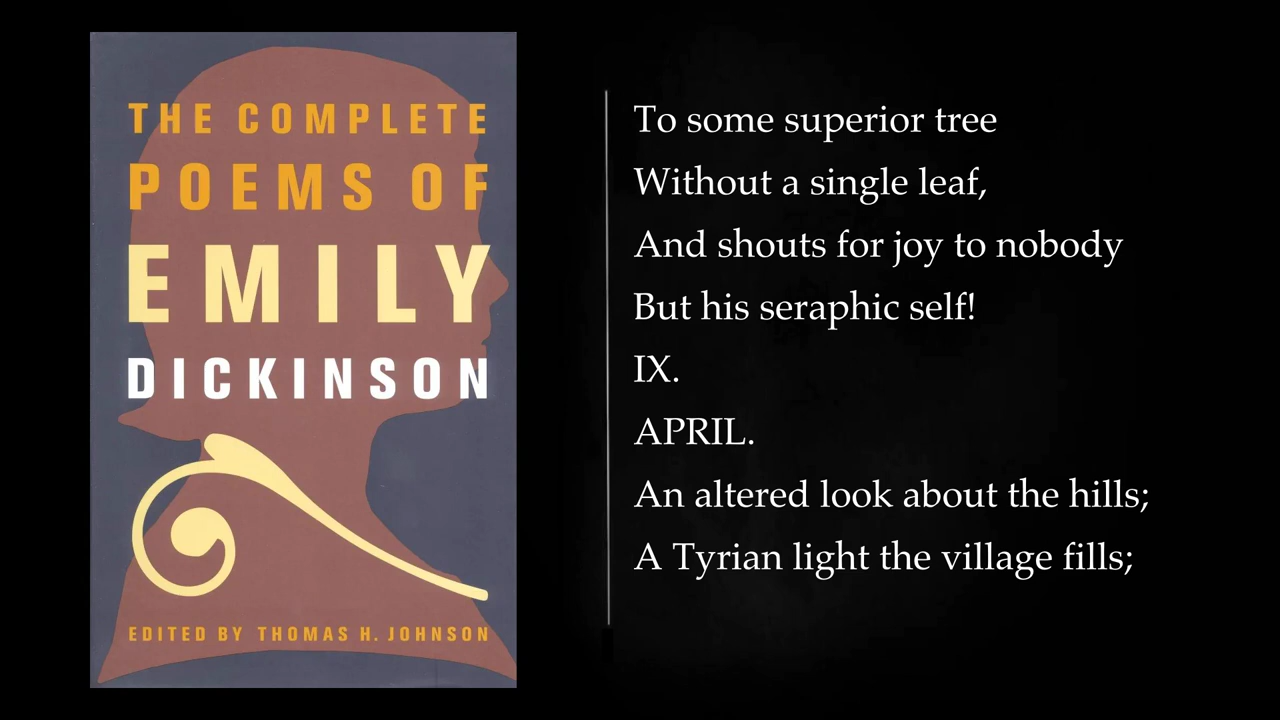 THE COMPLETE
POEMS OF
EMILY
DICKINSON
EDITED BY THOMAS H. JOHNSON
To some superior tree
Without a single leaf,
And shouts for joy to nobody
But his seraphic self!
IX.
APRIL.
An altered look about the hills;
A Tyrian light the village fills;